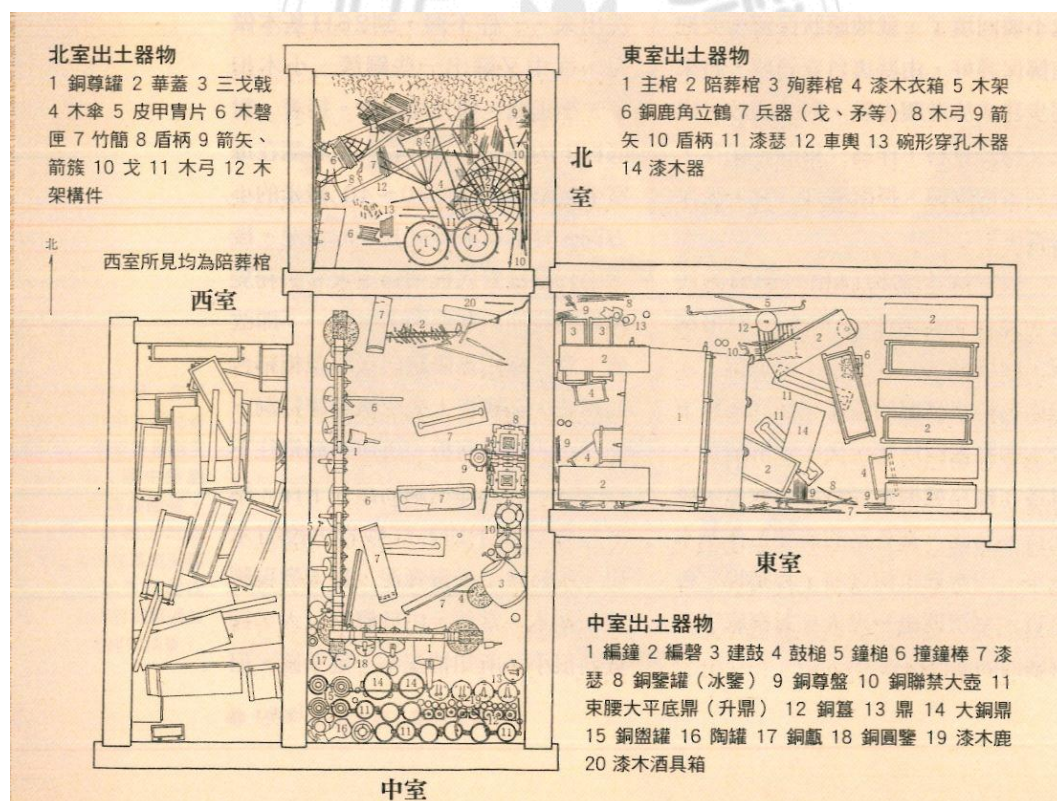 北室出土器物
1 銅尊罐 2 華蓋 3 三戈戟
4 木傘 5 皮甲冑片 6 木磬
匣 7 竹簡 8 盾柄 9 箭矢、
箭簇 10 戈 11 木弓 12 木
架構件
東室出土器物
1 主棺 2 陪葬棺 3 殉葬棺 4 漆木衣箱 5 木架
6 銅鹿角立鶴 7 兵器（戈、矛等）8 木弓 9 箭
矢 10 盾柄 11 漆瑟 12 車輿 13 碗形穿孔木器
14 漆木器
北室
北
西室所見均為陪葬棺
西室
東室
中室出土器物
1 編鐘 2 編磬 3 建鼓 4 鼓槌 5 鐘槌 6 撞鐘棒 7 漆
瑟 8 銅鑒罐（冰鑒） 9 銅尊盤 10 銅聯禁大壺 11
束腰大平底鼎（升鼎） 12 銅簋 13 鼎 14 大銅鼎
15 銅盥罐 16 陶罐 17 銅甗 18 銅圓鑒 19 漆木鹿
20 漆木酒具箱
中室